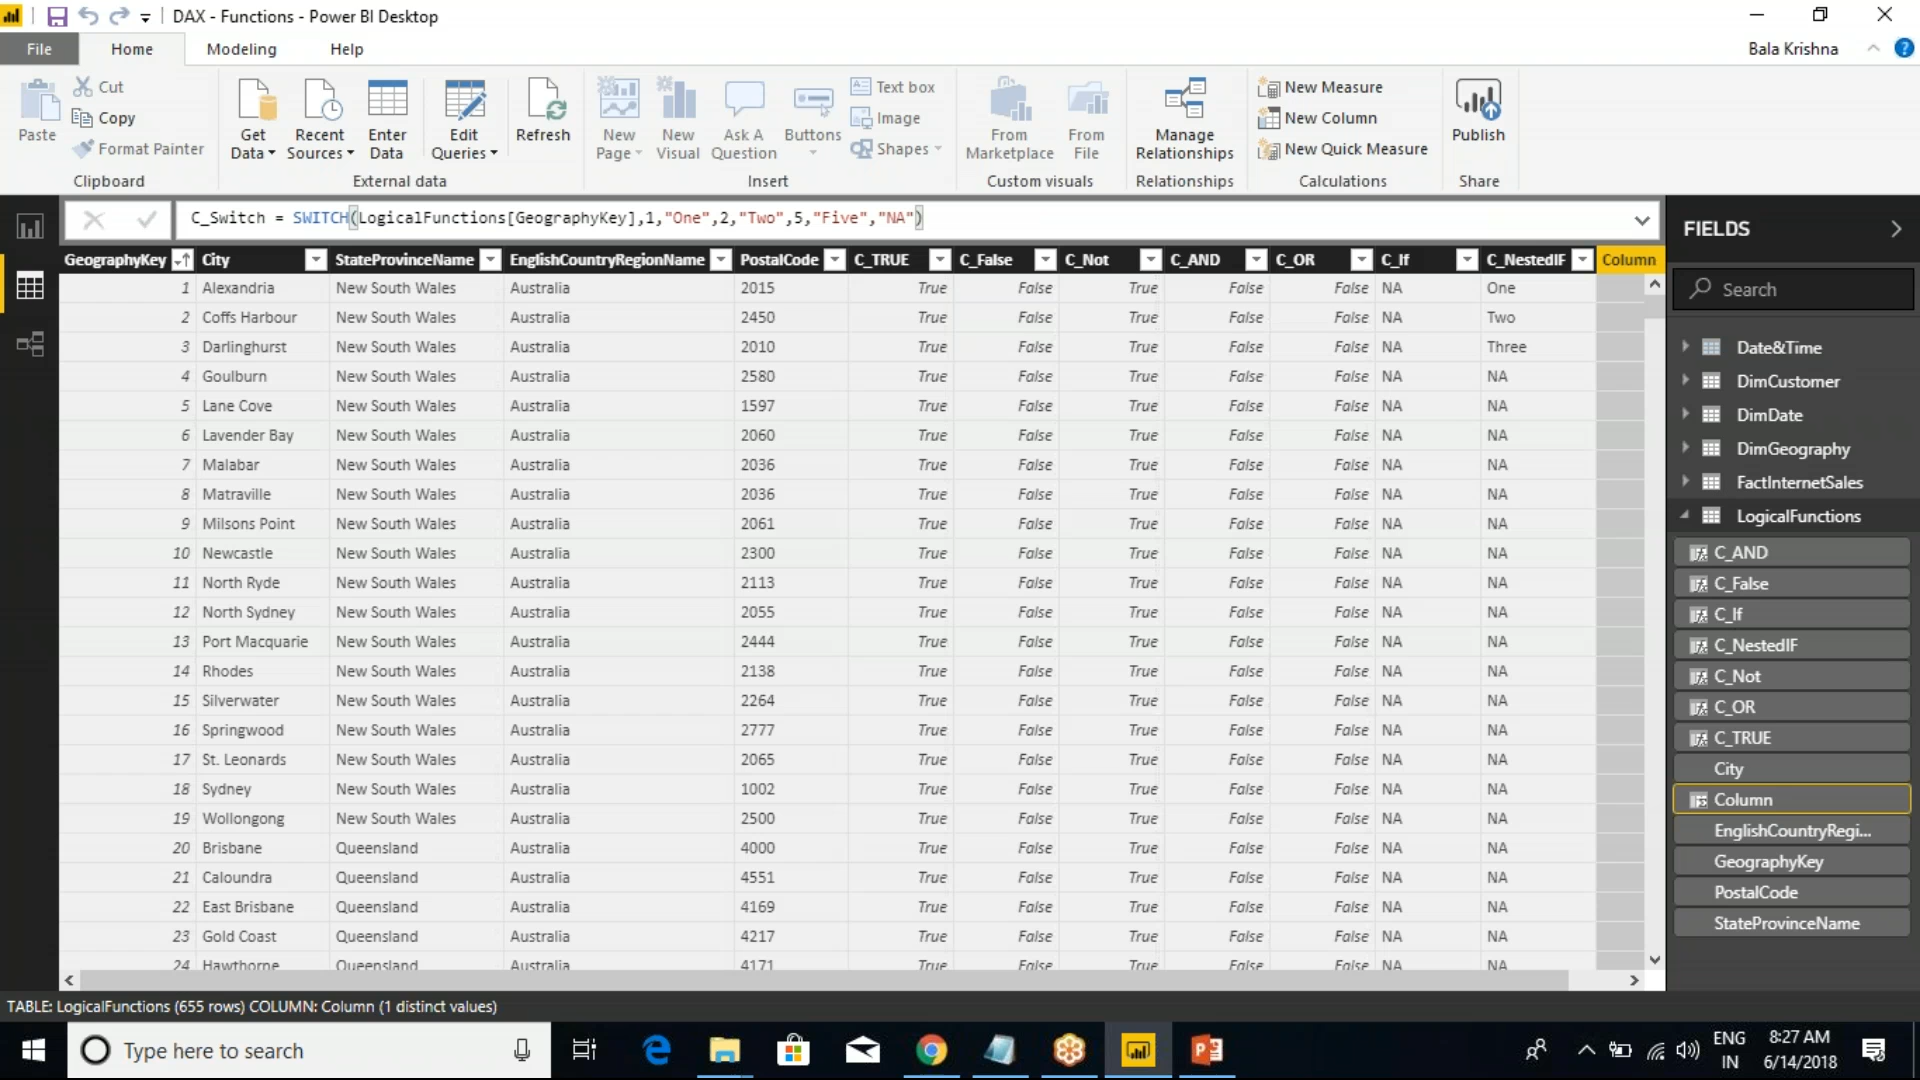 DAX - Functions - Power BI Desktop
File Home Modeling Help Bala Krishna
Paste Cut Copy Format Painter
Get Data Recent Sources Enter Data Edit Queries Refresh
New Page New Visual Ask A Question Buttons Text box Image Shapes
From Marketplace From File Manage Relationships
New Measure New Column New Quick Measure Publish
Clipboard External data Insert Custom visuals Relationships Calculations Share
C_Switch = SWITCH(LogicalFunctions[GeographyKey],1,"One",2,"Two",5,"Five","NA")
GeographyKey City StateProvinceName EnglishCountryRegionName PostalCode C_TRUE C_False C_Not C_AND C_OR C_If C_NestedIF Column
1 Alexandria New South Wales Australia 2015 True False True False False NA One
2 Coffs Harbour New South Wales Australia 2450 True False True False False NA Two
3 Darlinghurst New South Wales Australia 2010 True False True False False NA Three
4 Goulburn New South Wales Australia 2580 True False True False False NA NA
5 Lane Cove New South Wales Australia 1597 True False True False False NA NA
6 Lavender Bay New South Wales Australia 2060 True False True False False NA NA
7 Malabar New South Wales Australia 2036 True False True False False NA NA
8 Matraville New South Wales Australia 2036 True False True False False NA NA
9 Milsons Point New South Wales Australia 2061 True False True False False NA NA
10 Newcastle New South Wales Australia 2300 True False True False False NA NA
11 North Ryde New South Wales Australia 2113 True False True False False NA NA
12 North Sydney New South Wales Australia 2055 True False True False False NA NA
13 Port Macquarie New South Wales Australia 2444 True False True False False NA NA
14 Rhodes New South Wales Australia 2138 True False True False False NA NA
15 Silverwater New South Wales Australia 2264 True False True False False NA NA
16 Springwood New South Wales Australia 2777 True False True False False NA NA
17 St. Leonards New South Wales Australia 2065 True False True False False NA NA
18 Sydney New South Wales Australia 1002 True False True False False NA NA
19 Wollongong New South Wales Australia 2500 True False True False False NA NA
20 Brisbane Queensland Australia 4000 True False True False False NA NA
21 Caloundra Queensland Australia 4551 True False True False False NA NA
22 East Brisbane Queensland Australia 4169 True False True False False NA NA
23 Gold Coast Queensland Australia 4217 True False True False False NA NA
24 Hawthorne Queensland Australia 4171 True False True False False NA NA
FIELDS
Search
Date&Time
DimCustomer
DimDate
DimGeography
FactInternetSales
LogicalFunctions
C_AND
C_False
C_If
C_NestedIF
C_Not
C_OR
C_TRUE
City
Column
EnglishCountryRegi...
GeographyKey
PostalCode
StateProvinceName
TABLE: LogicalFunctions (655 rows) COLUMN: Column (1 distinct values)
Type here to search
ENG
IN
8:27 AM
6/14/2018